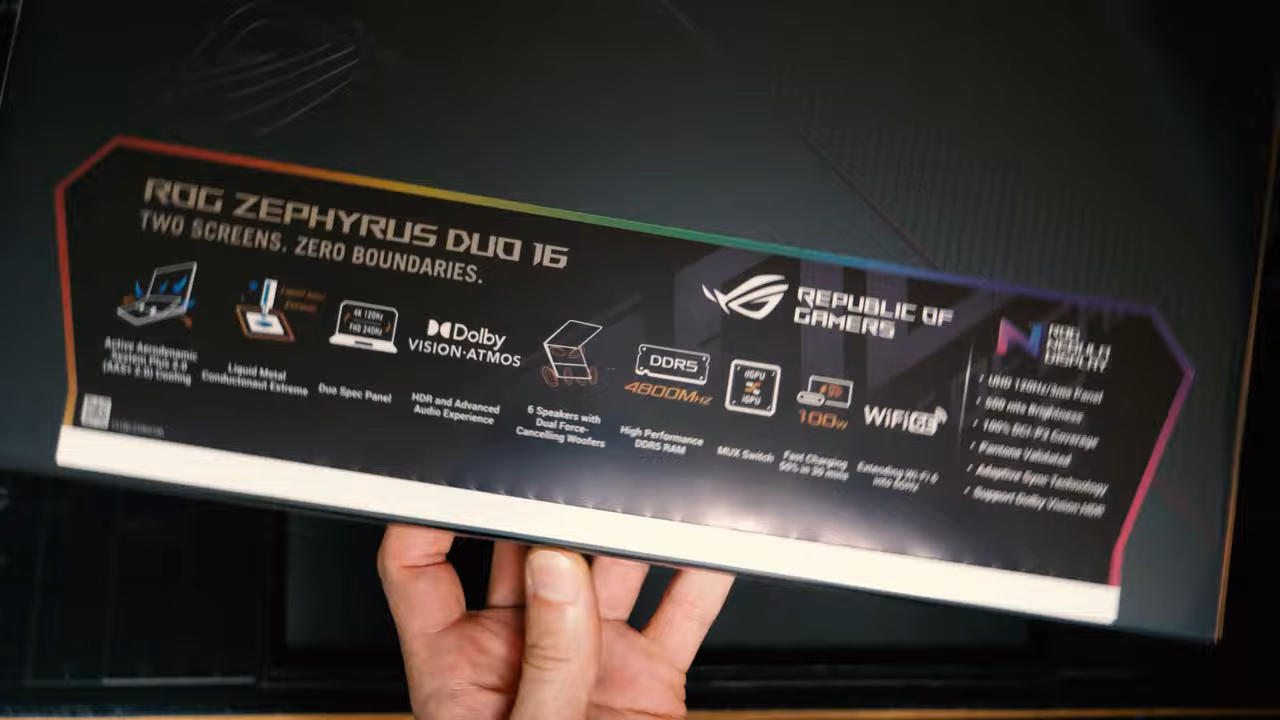 ROG ZEPHYRUS DUO 16
TWO SCREENS. ZERO BOUNDARIES.
Active Aerodynamic
System Plus 2.0
(AAS+ 2.0) Cooling
Liquid Metal
Conductonaut Extreme
4K 120Hz
FHD 240Hz
Duo Spec Panel
Dolby
VISION·ATMOS
HDR and Advanced
Audio Experience
6 Speakers with
Dual Force-
Cancelling Woofers
DDR5
4800MHz
High Performance
DDR5 RAM
dGPU
iGPU
MUX Switch
100W
Fast Charging
50% in 30 mins
WiFi 6E
Extending Wi-Fi 6
into 6GHz
REPUBLIC OF
GAMERS
ROG
NEBULA
DISPLAY
✓ UHD 120Hz/3ms Panel
✓ 500 nits Brightness
✓ 100% DCI-P3 Coverage
✓ Pantone Validated
✓ Adaptive Sync Technology
✓ Support Dolby Vision HDR